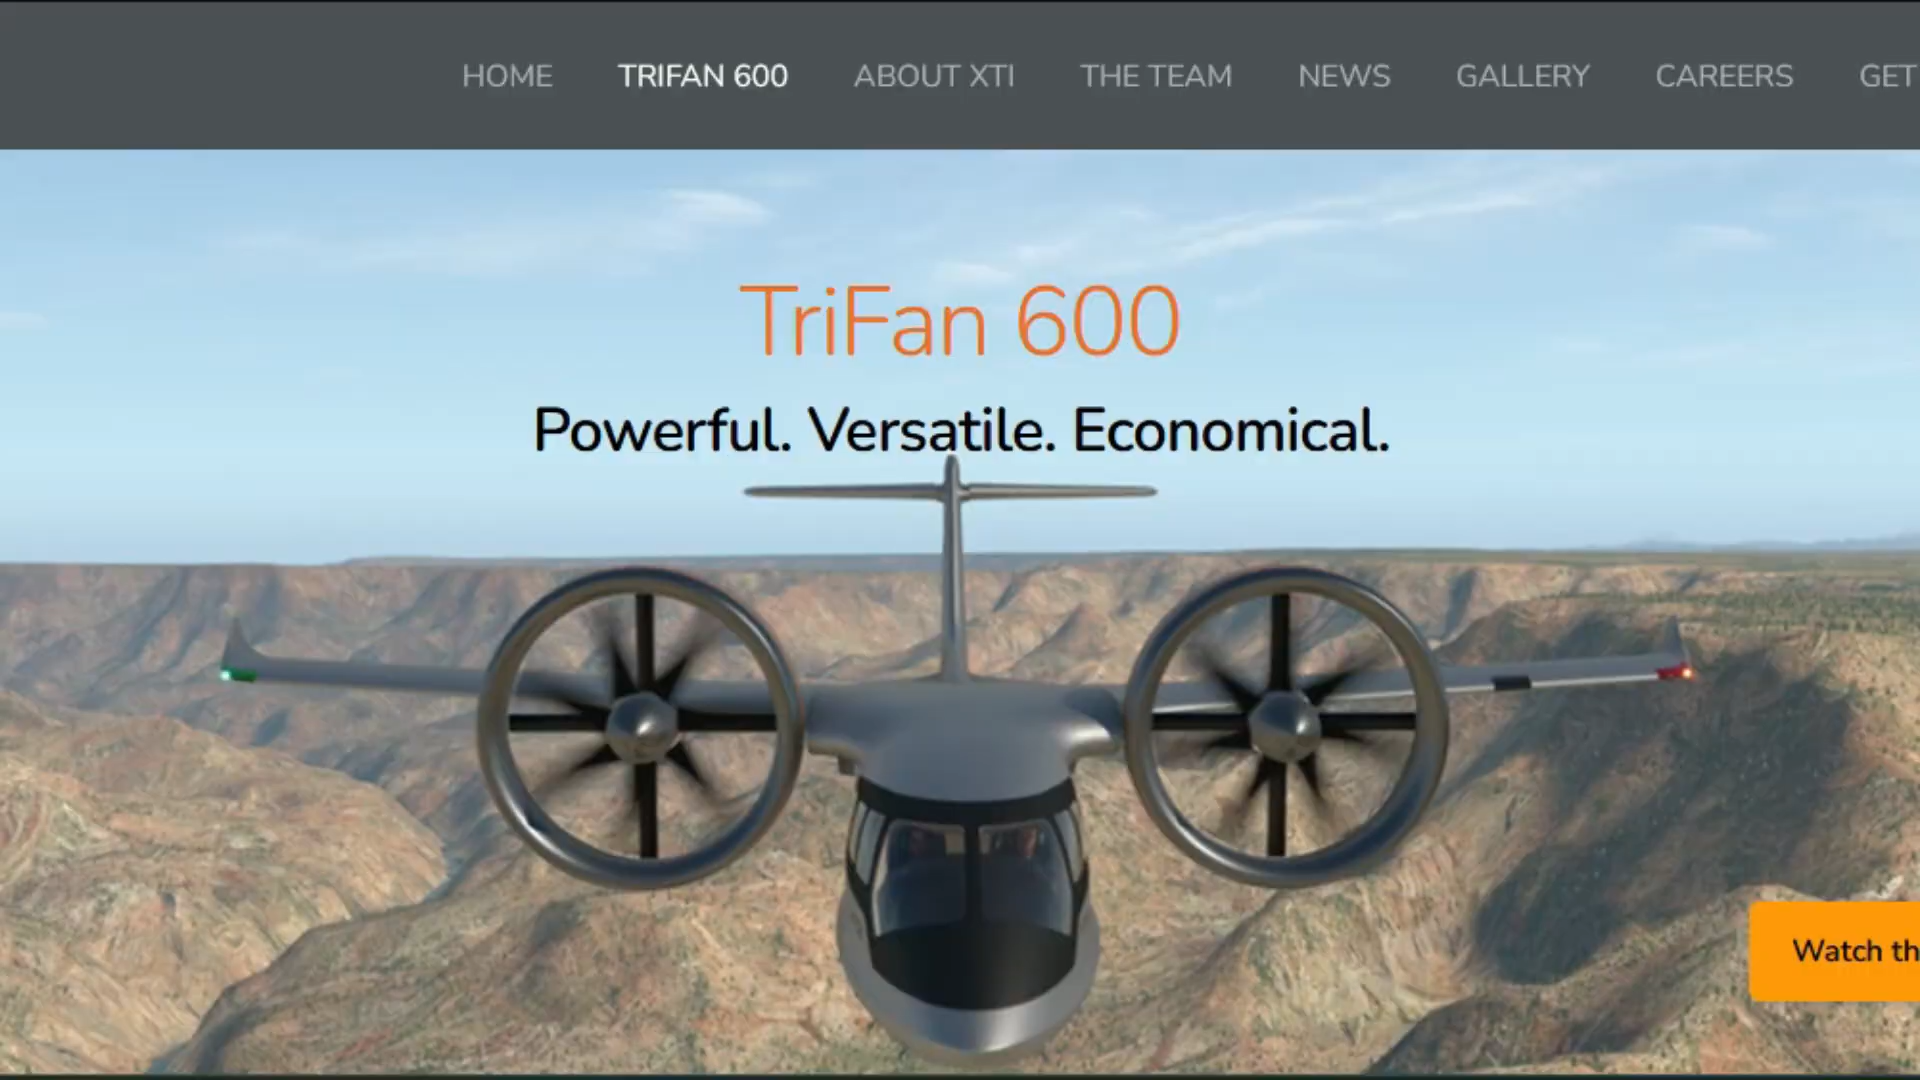 HOME TRIFAN 600 ABOUT XTI THE TEAM NEWS GALLERY CAREERS GET
TriFan 600
Powerful. Versatile. Economical.
Watch th